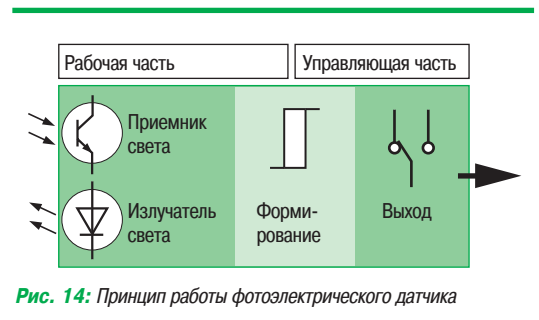 Рабочая часть
Управляющая часть
Приемник
света
Излучатель
света
Форми-
рование
Выход
Рис. 14: Принцип работы фотоэлектрического датчика